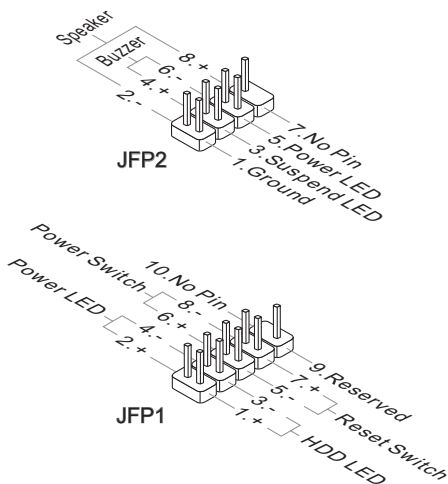 Speaker
Buzzer
8.+
6.-
4.+
2.-
7.No Pin
5.Power LED
3.Suspend LED
1.Ground
JFP2
Power Switch
Power LED
10.No Pin
8.-
6.+
4.-
2.+
9.Reserved
7.+
5.-
Reset Switch
3.-
1.+
HDD LED
JFP1